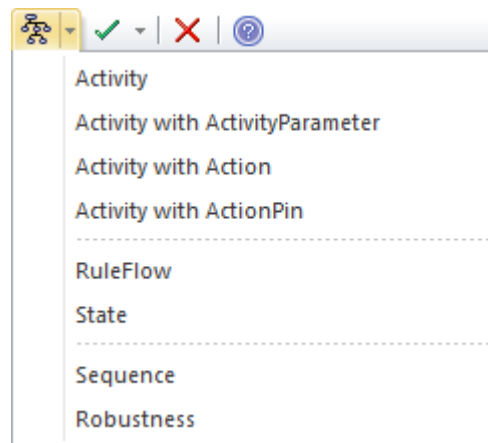 Activity
Activity with ActivityParameter
Activity with Action
Activity with ActionPin
RuleFlow
State
Sequence
Robustness